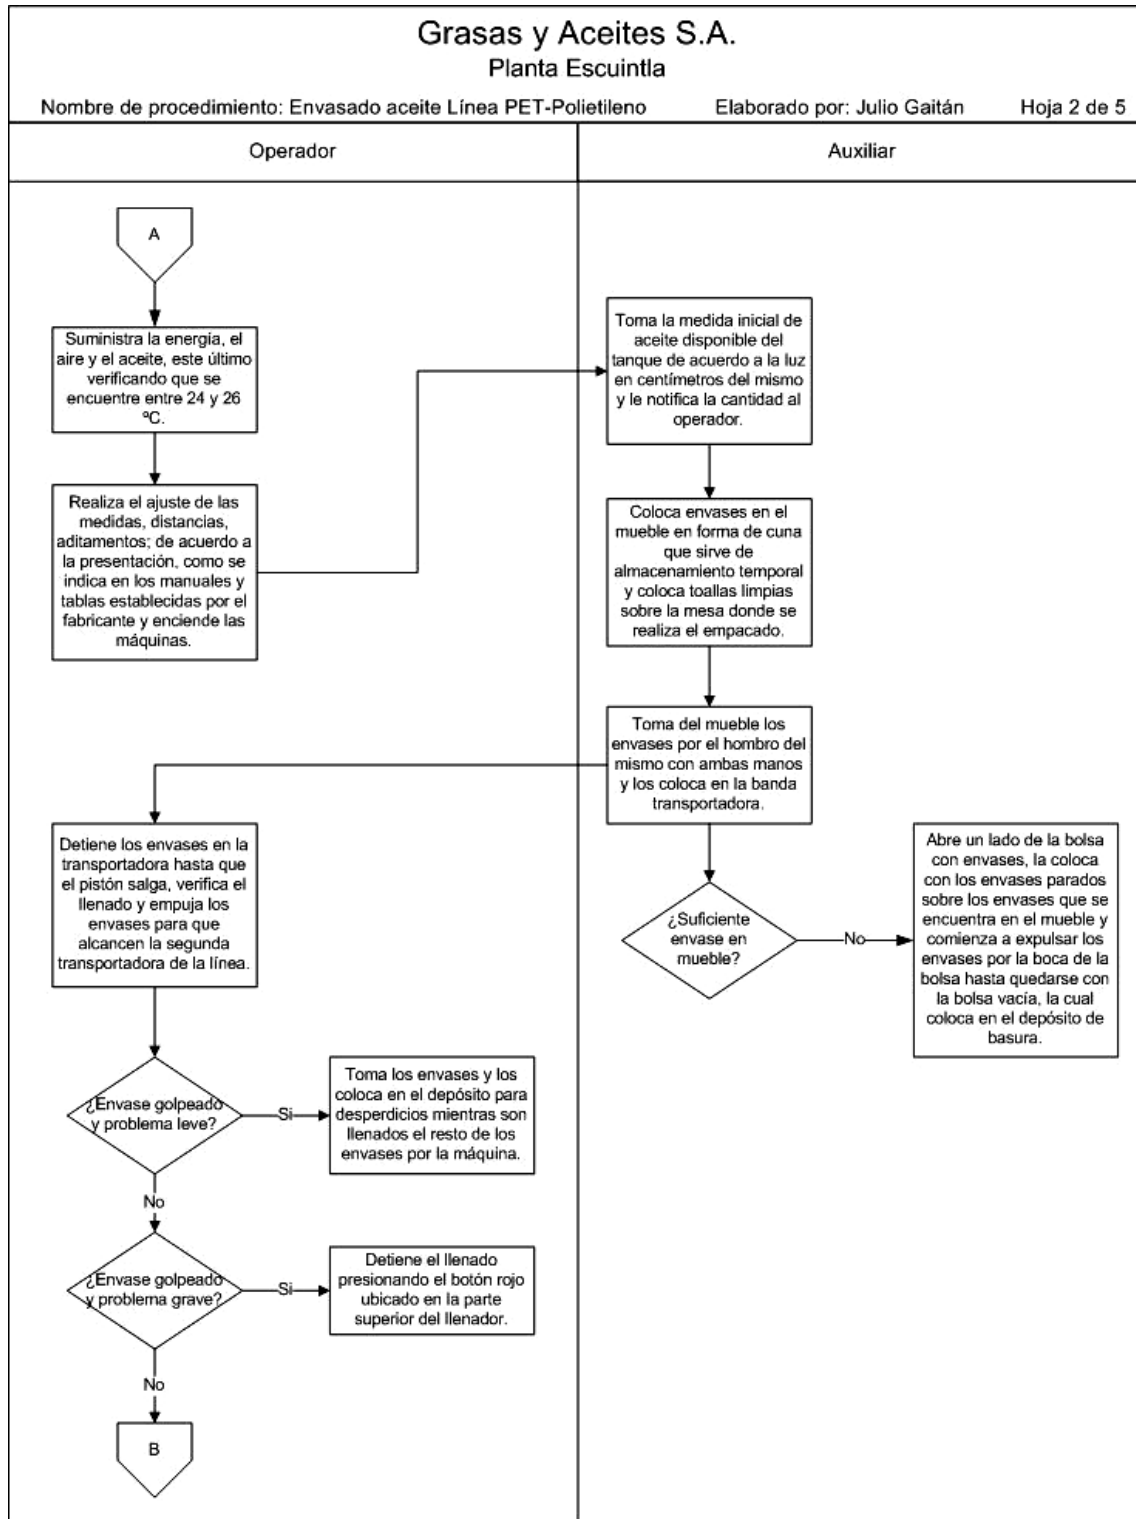 Grasas y Aceites S.A.
Planta Escuintla
Nombre de procedimiento: Envasado aceite Línea PET-Polietileno Elaborado por: Julio Gaitán Hoja 2 de 5
Operador
Auxiliar
A
Suministra la energía, el
aire y el aceite, este último
verificando que se
encuentre entre 24 y 26
ºC.
Realiza el ajuste de las
medidas, distancias,
aditamentos; de acuerdo a
la presentación, como se
indica en los manuales y
tablas establecidas por el
fabricante y enciende las
máquinas.
Toma la medida inicial de
aceite disponible del
tanque de acuerdo a la luz
en centímetros del mismo
y le notifica la cantidad al
operador.
Coloca envases en el
mueble en forma de cuna
que sirve de
almacenamiento temporal
y coloca toallas limpias
sobre la mesa donde se
realiza el empacado.
Toma del mueble los
envases por el hombro del
mismo con ambas manos
y los coloca en la banda
transportadora.
Detiene los envases en la
transportadora hasta que
el pistón salga, verifica el
llenado y empuja los
envases para que
alcancen la segunda
transportadora de la línea.
¿Suficiente
envase en
mueble?
No
Abre un lado de la bolsa
con envases, la coloca
con los envases parados
sobre los envases que se
encuentra en el mueble y
comienza a expulsar los
envases por la boca de la
bolsa hasta quedarse con
la bolsa vacía, la cual
coloca en el depósito de
basura.
¿Envase golpeado
y problema leve?
Si
Toma los envases y los
coloca en el depósito para
desperdicios mientras son
llenados el resto de los
envases por la máquina.
No
¿Envase golpeado
y problema grave?
Si
Detiene el llenado
presionando el botón rojo
ubicado en la parte
superior del llenador.
No
B